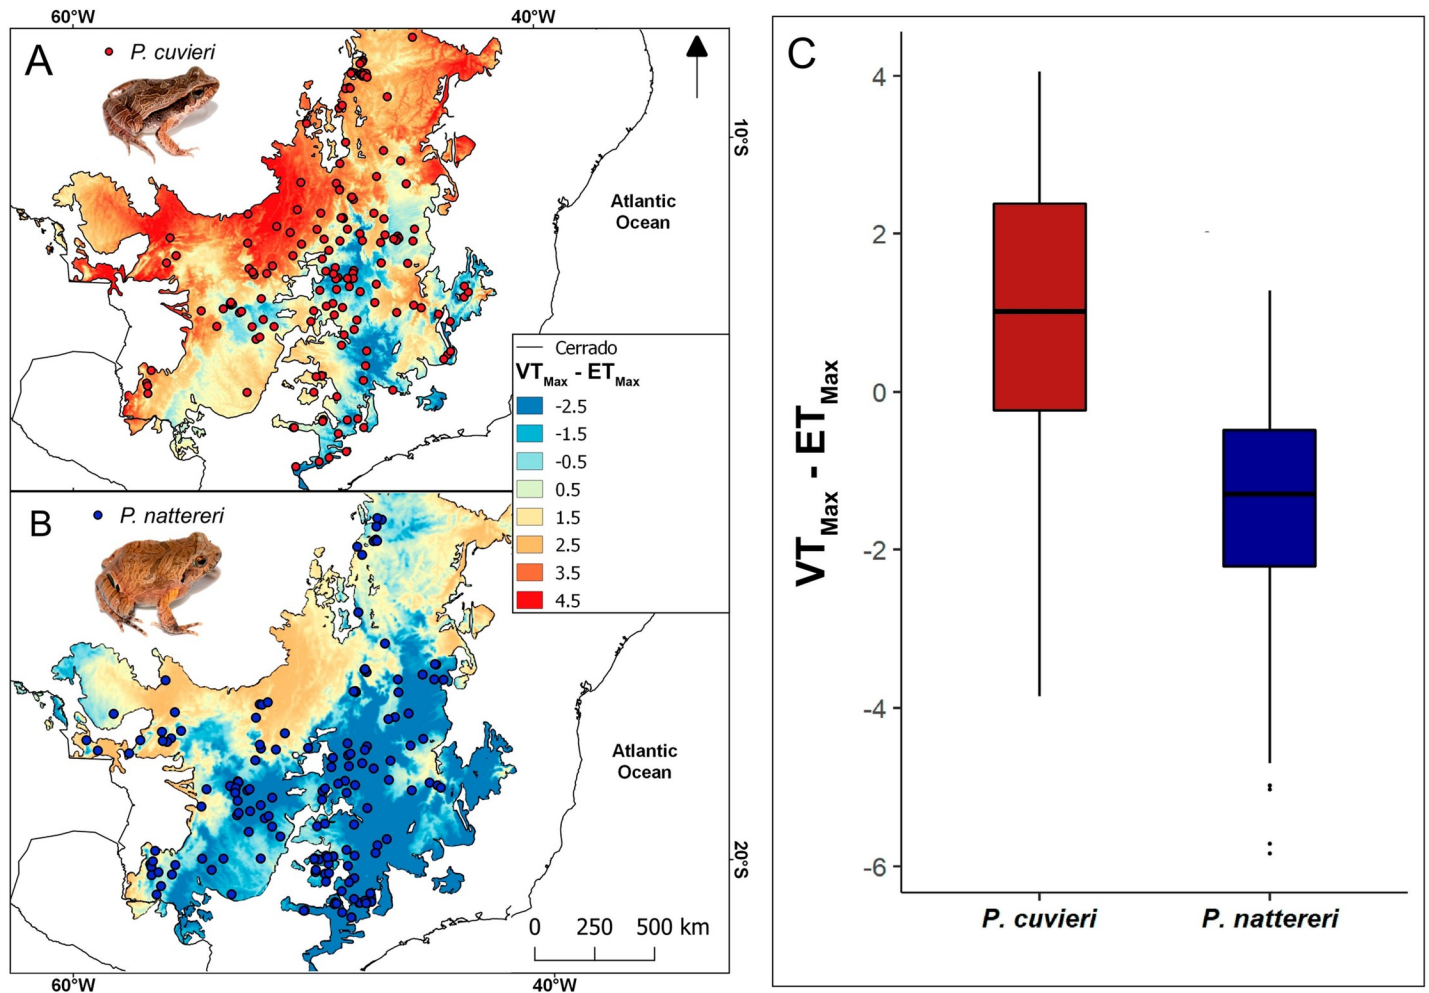 60°W
40°W
A
P. cuvieri
10°S
Atlantic
Ocean
Cerrado
VTMax - ETMax
-2.5
-1.5
-0.5
0.5
1.5
2.5
3.5
4.5
B
P. nattereri
Atlantic
Ocean
20°S
0 250 500 km
60°W
40°W
C
VTMax - ETMax
4
2
0
-2
-4
-6
P. cuvieri
P. nattereri